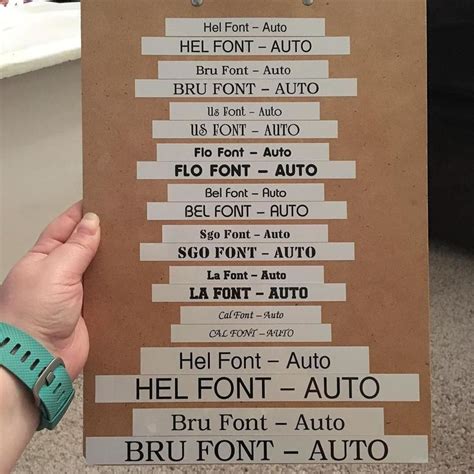 Hel Font – Auto
HEL FONT – AUTO
Bru Font – Auto
BRU FONT – AUTO
Us Font – Auto
US FONT – AUTO
Flo Font – Auto
FLO FONT – AUTO
Bel Font – Auto
BEL FONT – AUTO
Sgo Font – Auto
SGO FONT – AUTO
La Font – Auto
LA FONT – AUTO
Cal Font – Auto
CAL FONT – AUTO
Hel Font – Auto
HEL FONT – AUTO
Bru Font – Auto
BRU FONT – AUTO